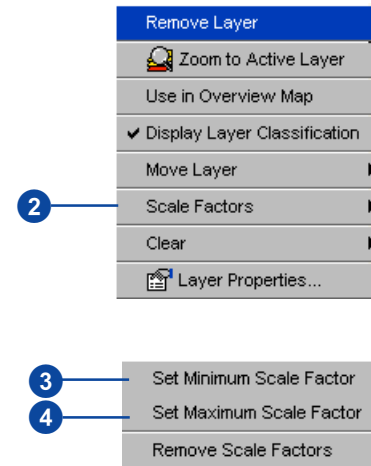 Remove Layer
Zoom to Active Layer
Use in Overview Map
Display Layer Classification
Move Layer
2
Scale Factors
Clear
Layer Properties...
3
Set Minimum Scale Factor
4
Set Maximum Scale Factor
Remove Scale Factors